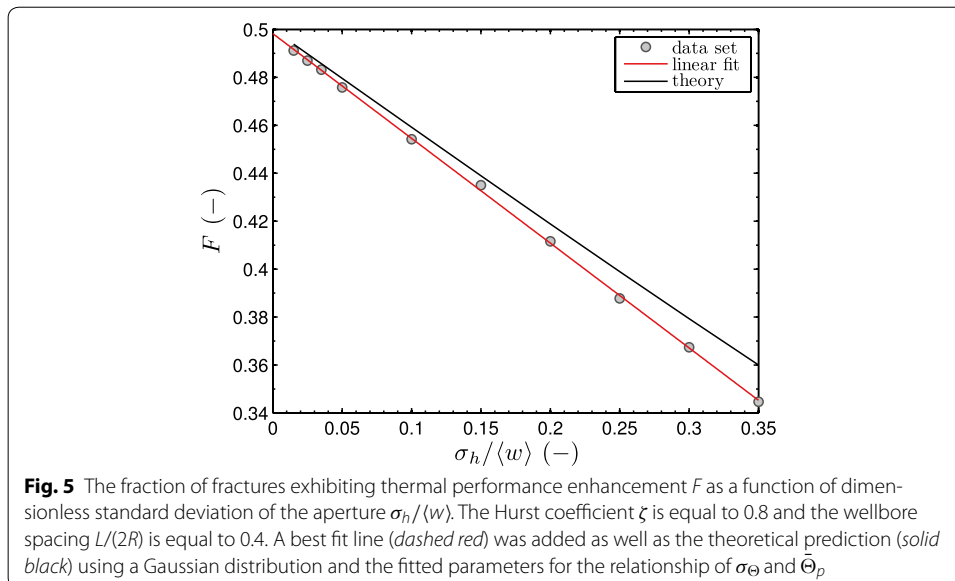 0.5
0.48
0.46
0.44
0.42
0.4
0.38
0.36
0.34
F (−)
data set
linear fit
theory
0 0.05 0.1 0.15 0.2 0.25 0.3 0.35
σ_h/⟨w⟩ (−)
Fig. 5 The fraction of fractures exhibiting thermal performance enhancement F as a function of dimen-
sionless standard deviation of the aperture σ_h/⟨w⟩. The Hurst coefficient ζ is equal to 0.8 and the wellbore
spacing L/(2R) is equal to 0.4. A best fit line (dashed red) was added as well as the theoretical prediction (solid
black) using a Gaussian distribution and the fitted parameters for the relationship of σ_Θ and Θ̄_p